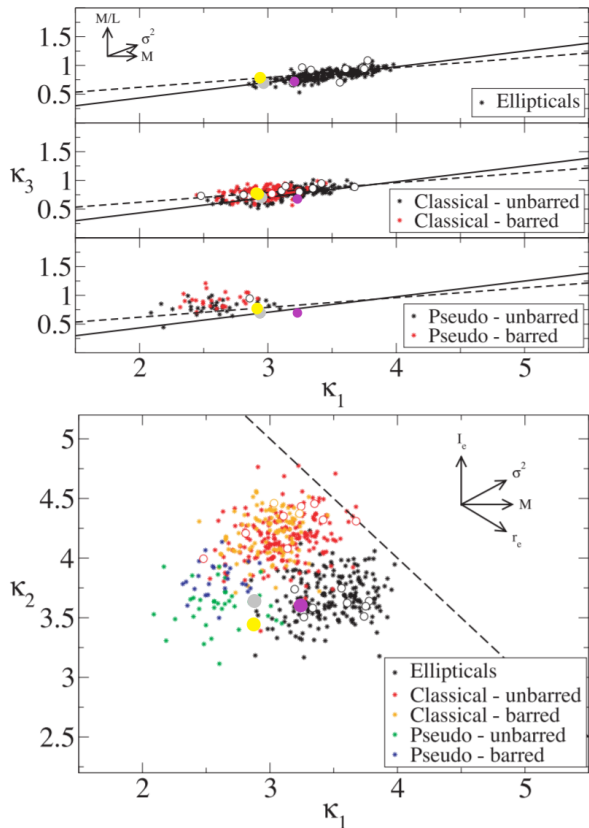 M/L
σ²
M
1.5
1
0.5
Ellipticals
κ3
1.5
1
0.5
Classical - unbarred
Classical - barred
1.5
1
0.5
Pseudo - unbarred
Pseudo - barred
2 3 4 5
κ1
5
4.5
4
3.5
3
2.5
κ2
Ie
σ²
M
re
Ellipticals
Classical - unbarred
Classical - barred
Pseudo - unbarred
Pseudo - barred
2 3 4 5
κ1